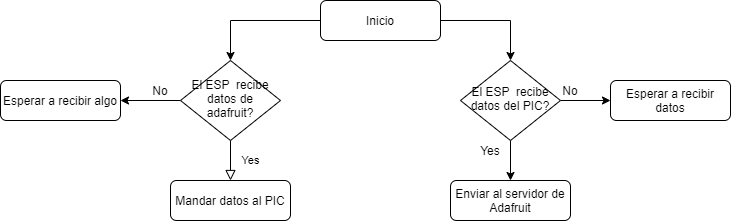 Inicio
El ESP recibe
datos de
adafruit?
No
Esperar a recibir algo
Yes
Mandar datos al PIC
El ESP recibe
datos del PIC?
No
Esperar a recibir
datos
Yes
Enviar al servidor de
Adafruit